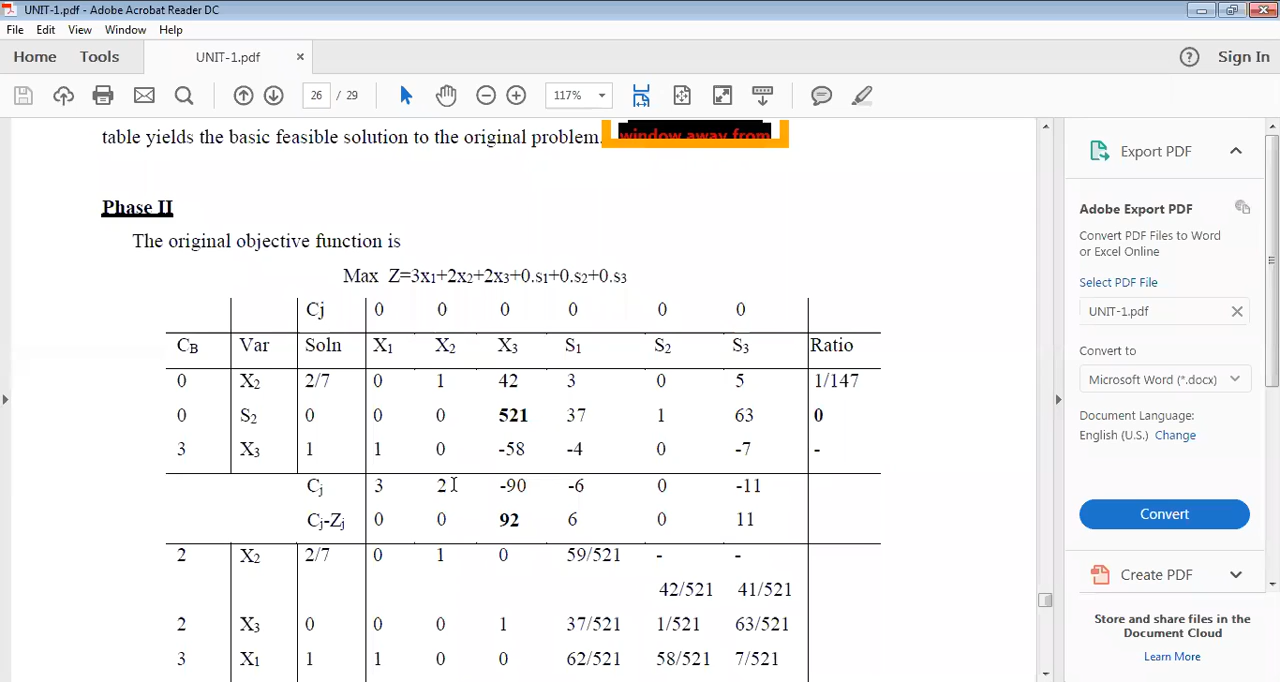 UNIT-1.pdf - Adobe Acrobat Reader DC
File Edit View Window Help
Home Tools UNIT-1.pdf × Sign In
26 / 29 117%
table yields the basic feasible solution to the original problem.
window away from
Phase II
The original objective function is
Max Z=3x1+2x2+2x3+0.s1+0.s2+0.s3
Cj 0 0 0 0 0 0
CB Var Soln X1 X2 X3 S1 S2 S3 Ratio
0 X2 2/7 0 1 42 3 0 5 1/147
0 S2 0 0 0 521 37 1 63 0
3 X3 1 1 0 -58 -4 0 -7 -
Cj 3 2 -90 -6 0 -11
Cj-Zj 0 0 92 6 0 11
2 X2 2/7 0 1 0 59/521 - -
42/521 41/521
2 X3 0 0 0 1 37/521 1/521 63/521
3 X1 1 1 0 0 62/521 58/521 7/521
Export PDF
Adobe Export PDF
Convert PDF Files to Word
or Excel Online
Select PDF File
UNIT-1.pdf
Convert to
Microsoft Word (*.docx)
Document Language:
English (U.S.) Change
Convert
Create PDF
Store and share files in the
Document Cloud
Learn More